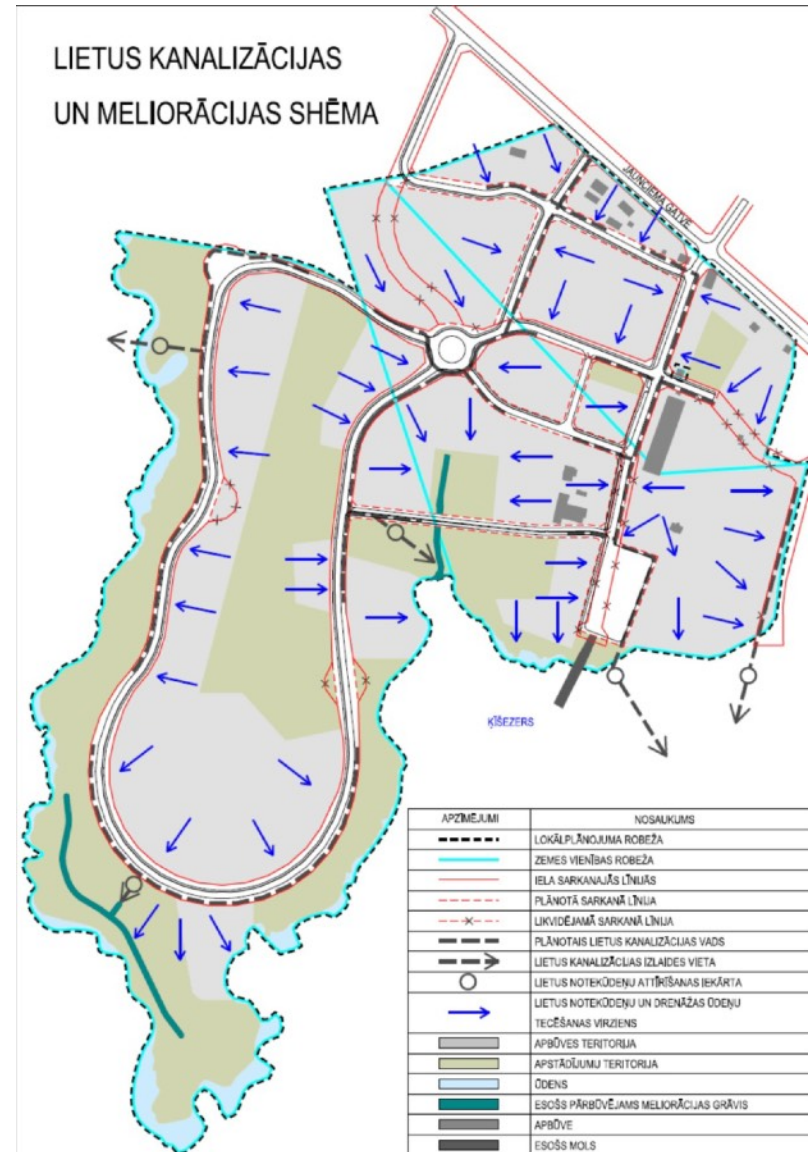 LIETUS KANALIZĀCIJAS
UN MELIORĀCIJAS SHĒMA
JAUNCIEMA GATVE
ĶĪŠEZERS
APZĪMĒJUMI NOSAUKUMS
LOKĀLPLĀNOJUMA ROBEŽA
ZEMES VIENĪBAS ROBEŽA
IELA SARKANAJĀS LĪNIJĀS
PLĀNOTĀ SARKANĀ LĪNIJA
LIKVIDĒJAMĀ SARKANĀ LĪNIJA
PLĀNOTAIS LIETUS KANALIZĀCIJAS VADS
LIETUS KANALIZĀCIJAS IZLAIDES VIETA
LIETUS NOTEKŪDEŅU ATTĪRĪŠANAS IEKĀRTA
LIETUS NOTEKŪDEŅU UN DRENĀŽAS ŪDEŅU
TECĒŠANAS VIRZIENS
APBŪVES TERITORIJA
APSTĀDĪJUMU TERITORIJA
ŪDENS
ESOŠS PĀRBŪVĒJAMS MELIORĀCIJAS GRĀVIS
APBŪVE
ESOŠS MOLS